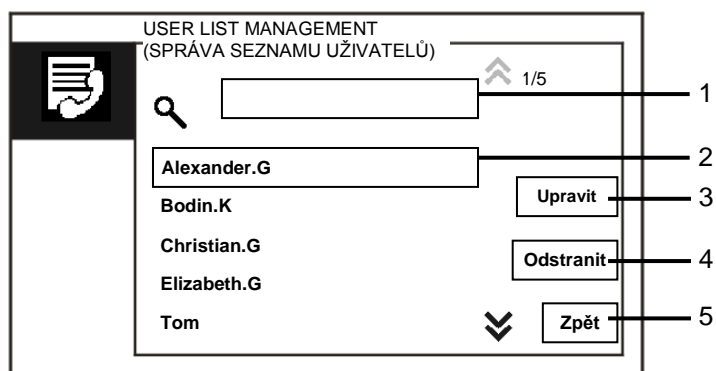 USER LIST MANAGEMENT
(SPRÁVA SEZNAMU UŽIVATELŮ)
1/5
1
Alexander.G
2
Bodin.K
Upravit
3
Christian.G
Odstranit
4
Elizabeth.G
Tom
Zpět
5